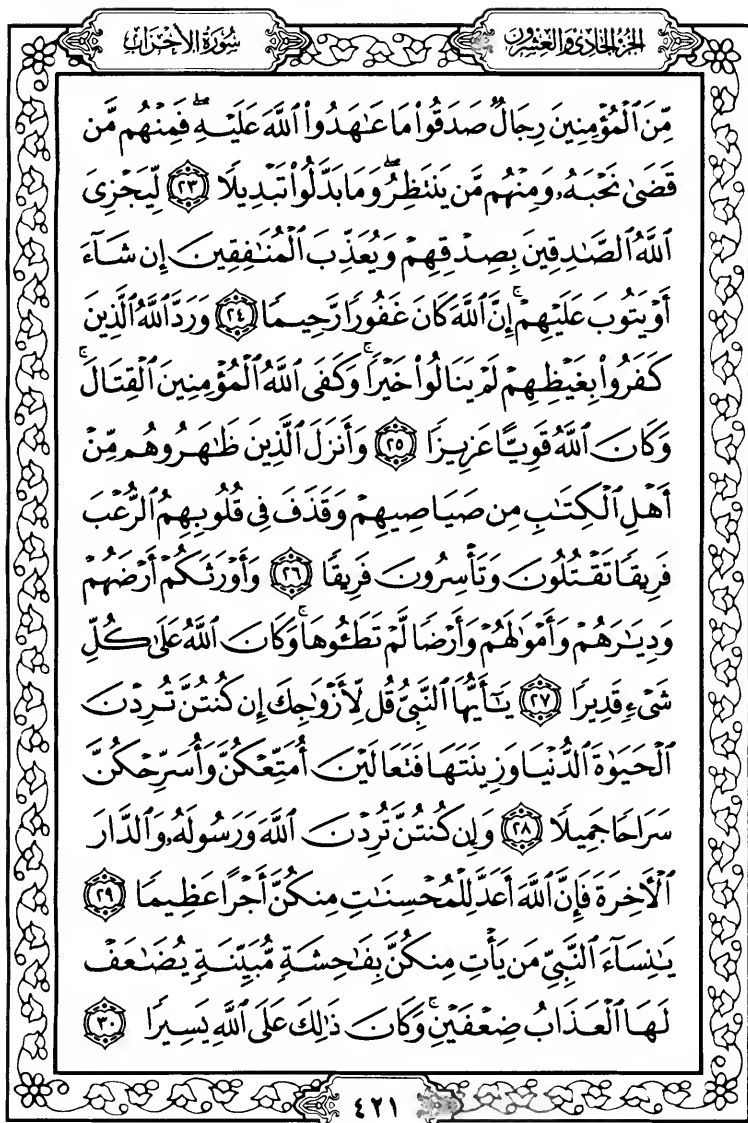 الجزء الحادي والعشرون
سُورَةُ الأَحْزَابِ
مِّنَ ٱلْمُؤْمِنِينَ رِجَالٌ صَدَقُوا۟ مَا عَٰهَدُوا۟ ٱللَّهَ عَلَيْهِ ۖ فَمِنْهُم مَّن
قَضَىٰ نَحْبَهُۥ وَمِنْهُم مَّن يَنتَظِرُ ۖ وَمَا بَدَّلُوا۟ تَبْدِيلًا ٢٣ لِّيَجْزِىَ
ٱللَّهُ ٱلصَّٰدِقِينَ بِصِدْقِهِمْ وَيُعَذِّبَ ٱلْمُنَٰفِقِينَ إِن شَآءَ
أَوْ يَتُوبَ عَلَيْهِمْ ۚ إِنَّ ٱللَّهَ كَانَ غَفُورًا رَّحِيمًا ٢٤ وَرَدَّ ٱللَّهُ ٱلَّذِينَ
كَفَرُوا۟ بِغَيْظِهِمْ لَمْ يَنَالُوا۟ خَيْرًا ۚ وَكَفَى ٱللَّهُ ٱلْمُؤْمِنِينَ ٱلْقِتَالَ ۚ
وَكَانَ ٱللَّهُ قَوِيًّا عَزِيزًا ٢٥ وَأَنزَلَ ٱلَّذِينَ ظَٰهَرُوهُم مِّنْ
أَهْلِ ٱلْكِتَٰبِ مِن صَيَاصِيهِمْ وَقَذَفَ فِى قُلُوبِهِمُ ٱلرُّعْبَ
فَرِيقًا تَقْتُلُونَ وَتَأْسِرُونَ فَرِيقًا ٢٦ وَأَوْرَثَكُمْ أَرْضَهُمْ
وَدِيَٰرَهُمْ وَأَمْوَٰلَهُمْ وَأَرْضًا لَّمْ تَطَـُٔوهَا ۚ وَكَانَ ٱللَّهُ عَلَىٰ كُلِّ
شَىْءٍ قَدِيرًا ٢٧ يَٰٓأَيُّهَا ٱلنَّبِىُّ قُل لِّأَزْوَٰجِكَ إِن كُنتُنَّ تُرِدْنَ
ٱلْحَيَوٰةَ ٱلدُّنْيَا وَزِينَتَهَا فَتَعَالَيْنَ أُمَتِّعْكُنَّ وَأُسَرِّحْكُنَّ
سَرَاحًا جَمِيلًا ٢٨ وَإِن كُنتُنَّ تُرِدْنَ ٱللَّهَ وَرَسُولَهُۥ وَٱلدَّارَ
ٱلْءَاخِرَةَ فَإِنَّ ٱللَّهَ أَعَدَّ لِلْمُحْسِنَٰتِ مِنكُنَّ أَجْرًا عَظِيمًا ٢٩
يَٰنِسَآءَ ٱلنَّبِىِّ مَن يَأْتِ مِنكُنَّ بِفَٰحِشَةٍ مُّبَيِّنَةٍ يُضَٰعَفْ
لَهَا ٱلْعَذَابُ ضِعْفَيْنِ ۚ وَكَانَ ذَٰلِكَ عَلَى ٱللَّهِ يَسِيرًا ٣٠
٤٢١